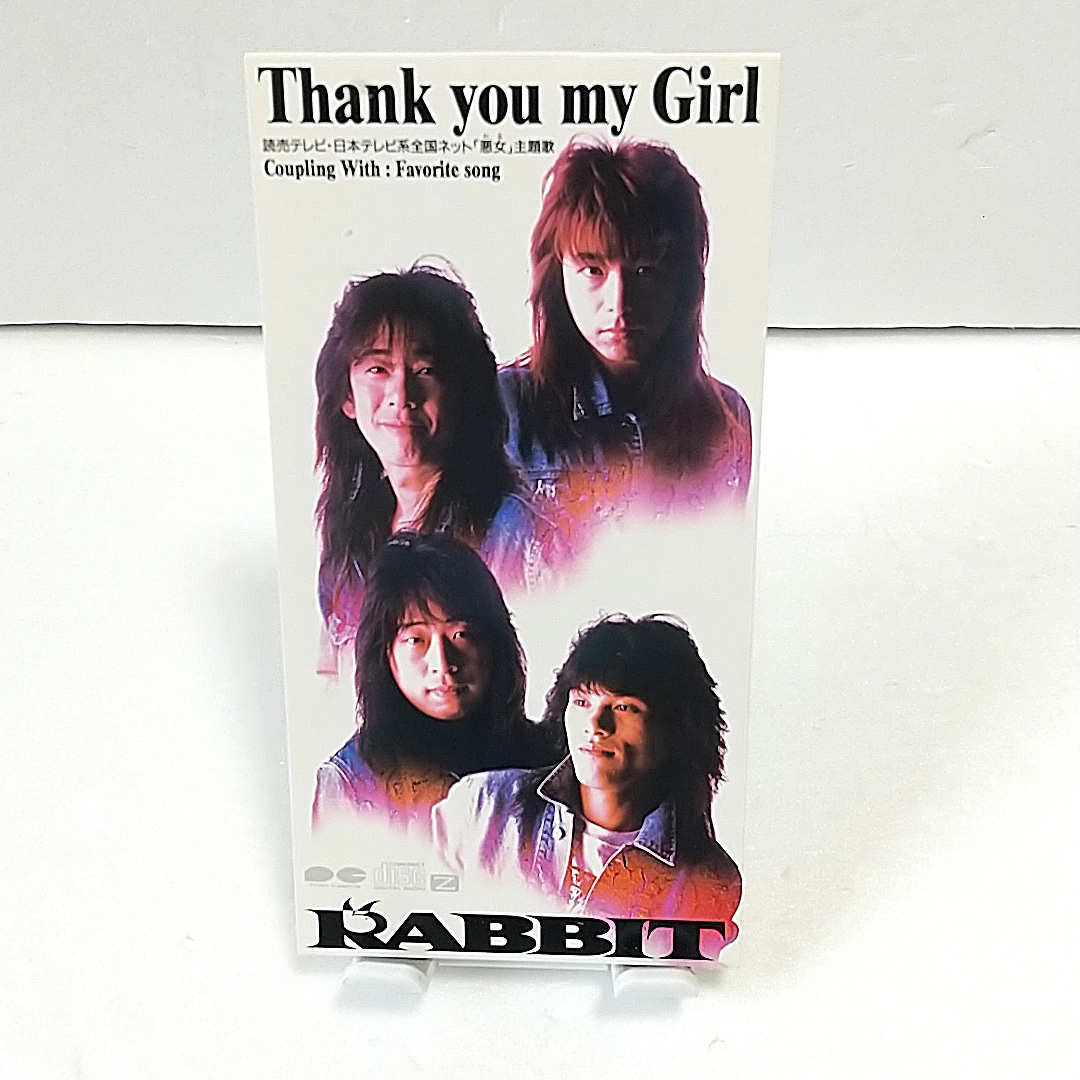 Thank you my Girl
読売テレビ・日本テレビ系全国ネット「悪女」主題歌
Coupling With : Favorite song
disc
Z
RABBIT